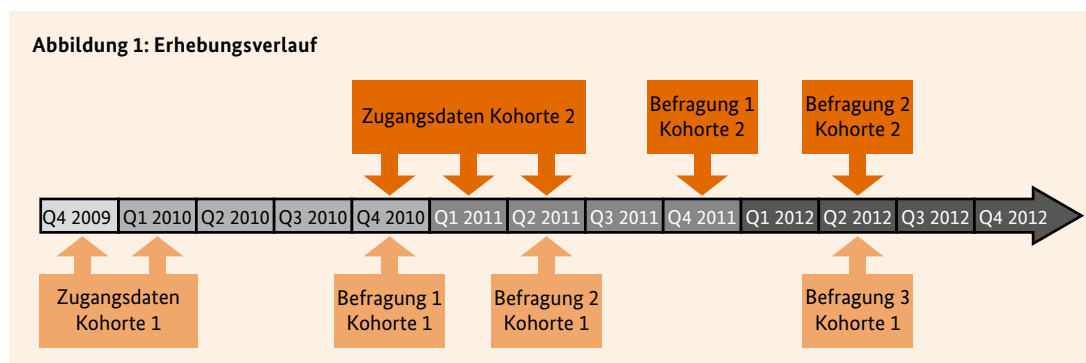 Abbildung 1: Erhebungsverlauf
Zugangsdaten Kohorte 2
Befragung 1
Kohorte 2
Befragung 2
Kohorte 2
Q4 2009 Q1 2010 Q2 2010 Q3 2010 Q4 2010 Q1 2011 Q2 2011 Q3 2011 Q4 2011 Q1 2012 Q2 2012 Q3 2012 Q4 2012
Zugangsdaten
Kohorte 1
Befragung 1
Kohorte 1
Befragung 2
Kohorte 1
Befragung 3
Kohorte 1